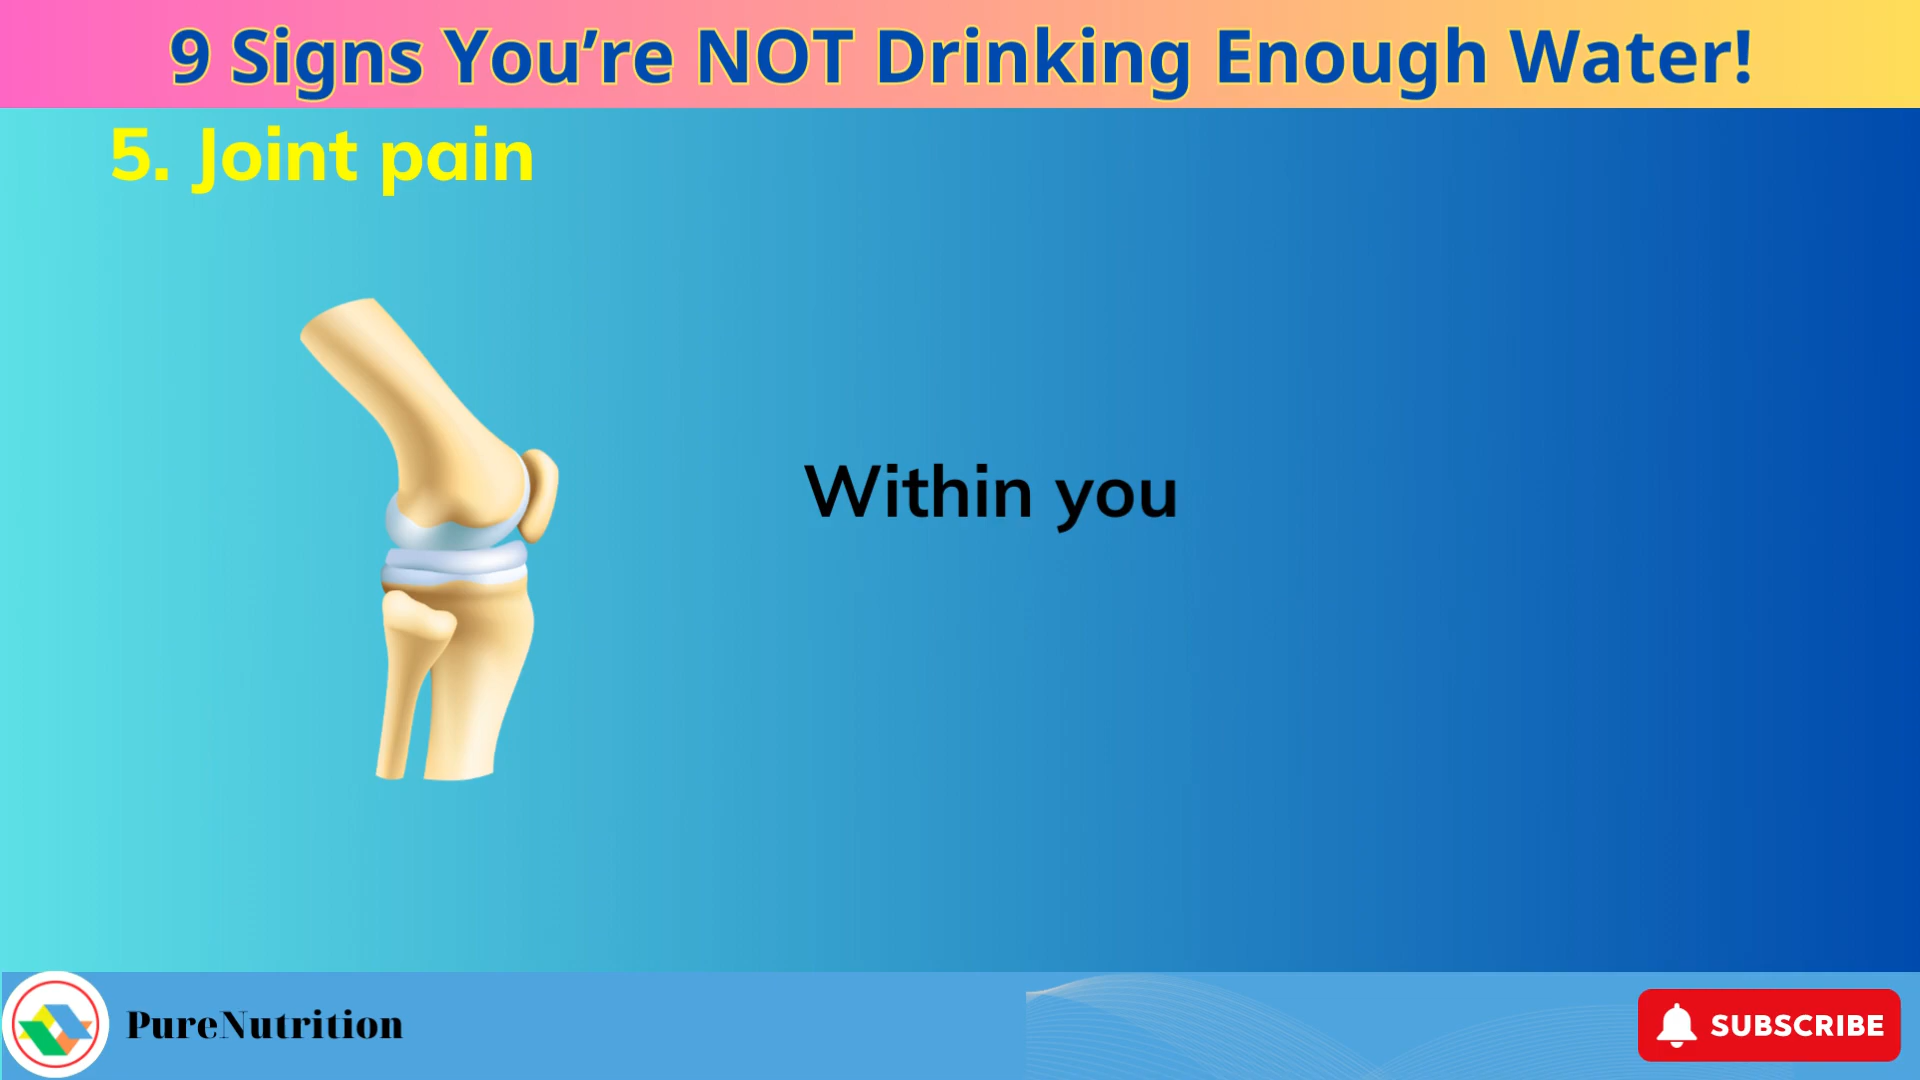 9 Signs You’re NOT Drinking Enough Water!
5. Joint pain
Within you
PureNutrition
SUBSCRIBE